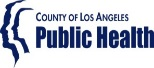 COUNTY OF LOS ANGELES
Public Health